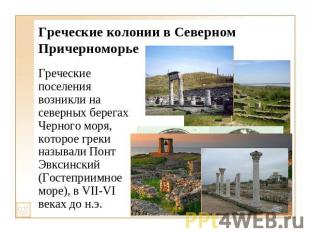 Греческие колонии в Северном
Причерноморье
Греческие
поселения
возникли на
северных берегах
Черного моря,
которое греки
называли Понт
Эвксинский
(Гостеприимное
море), в VII-VI
веках до н.э.
PPT4WEB.ru